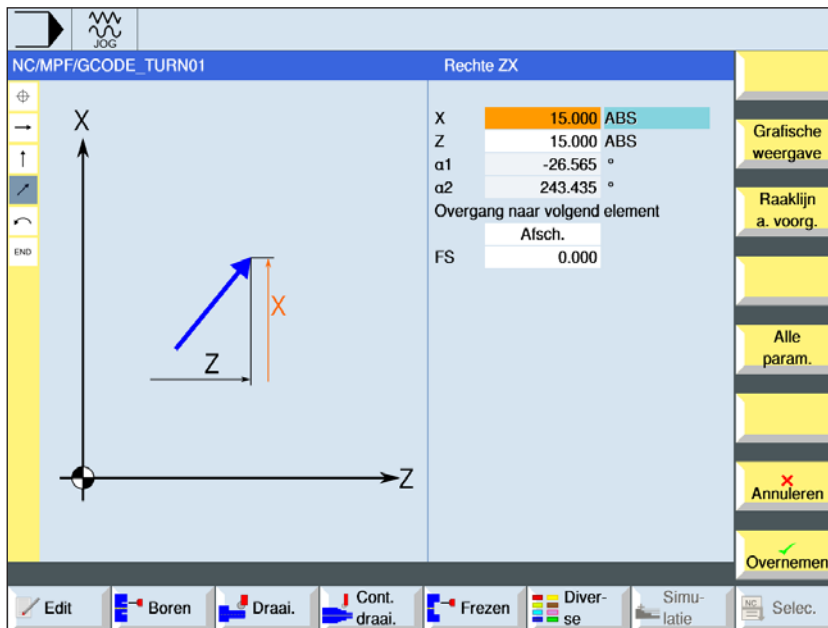 JOG
NC/MPF/GCODE_TURN01
Rechte ZX
END
X
Z
X
Z
X 15.000 ABS
Z 15.000 ABS
α1 -26.565 °
α2 243.435 °
Overgang naar volgend element
Afsch.
FS 0.000
Grafische
weergave
Raaklijn
a. voorg.
Alle
param.
Annuleren
Overnemen
Edit
Boren
Draai.
Cont.
draai.
Frezen
Diver-
se
Simu-
latie
NC
Selec.